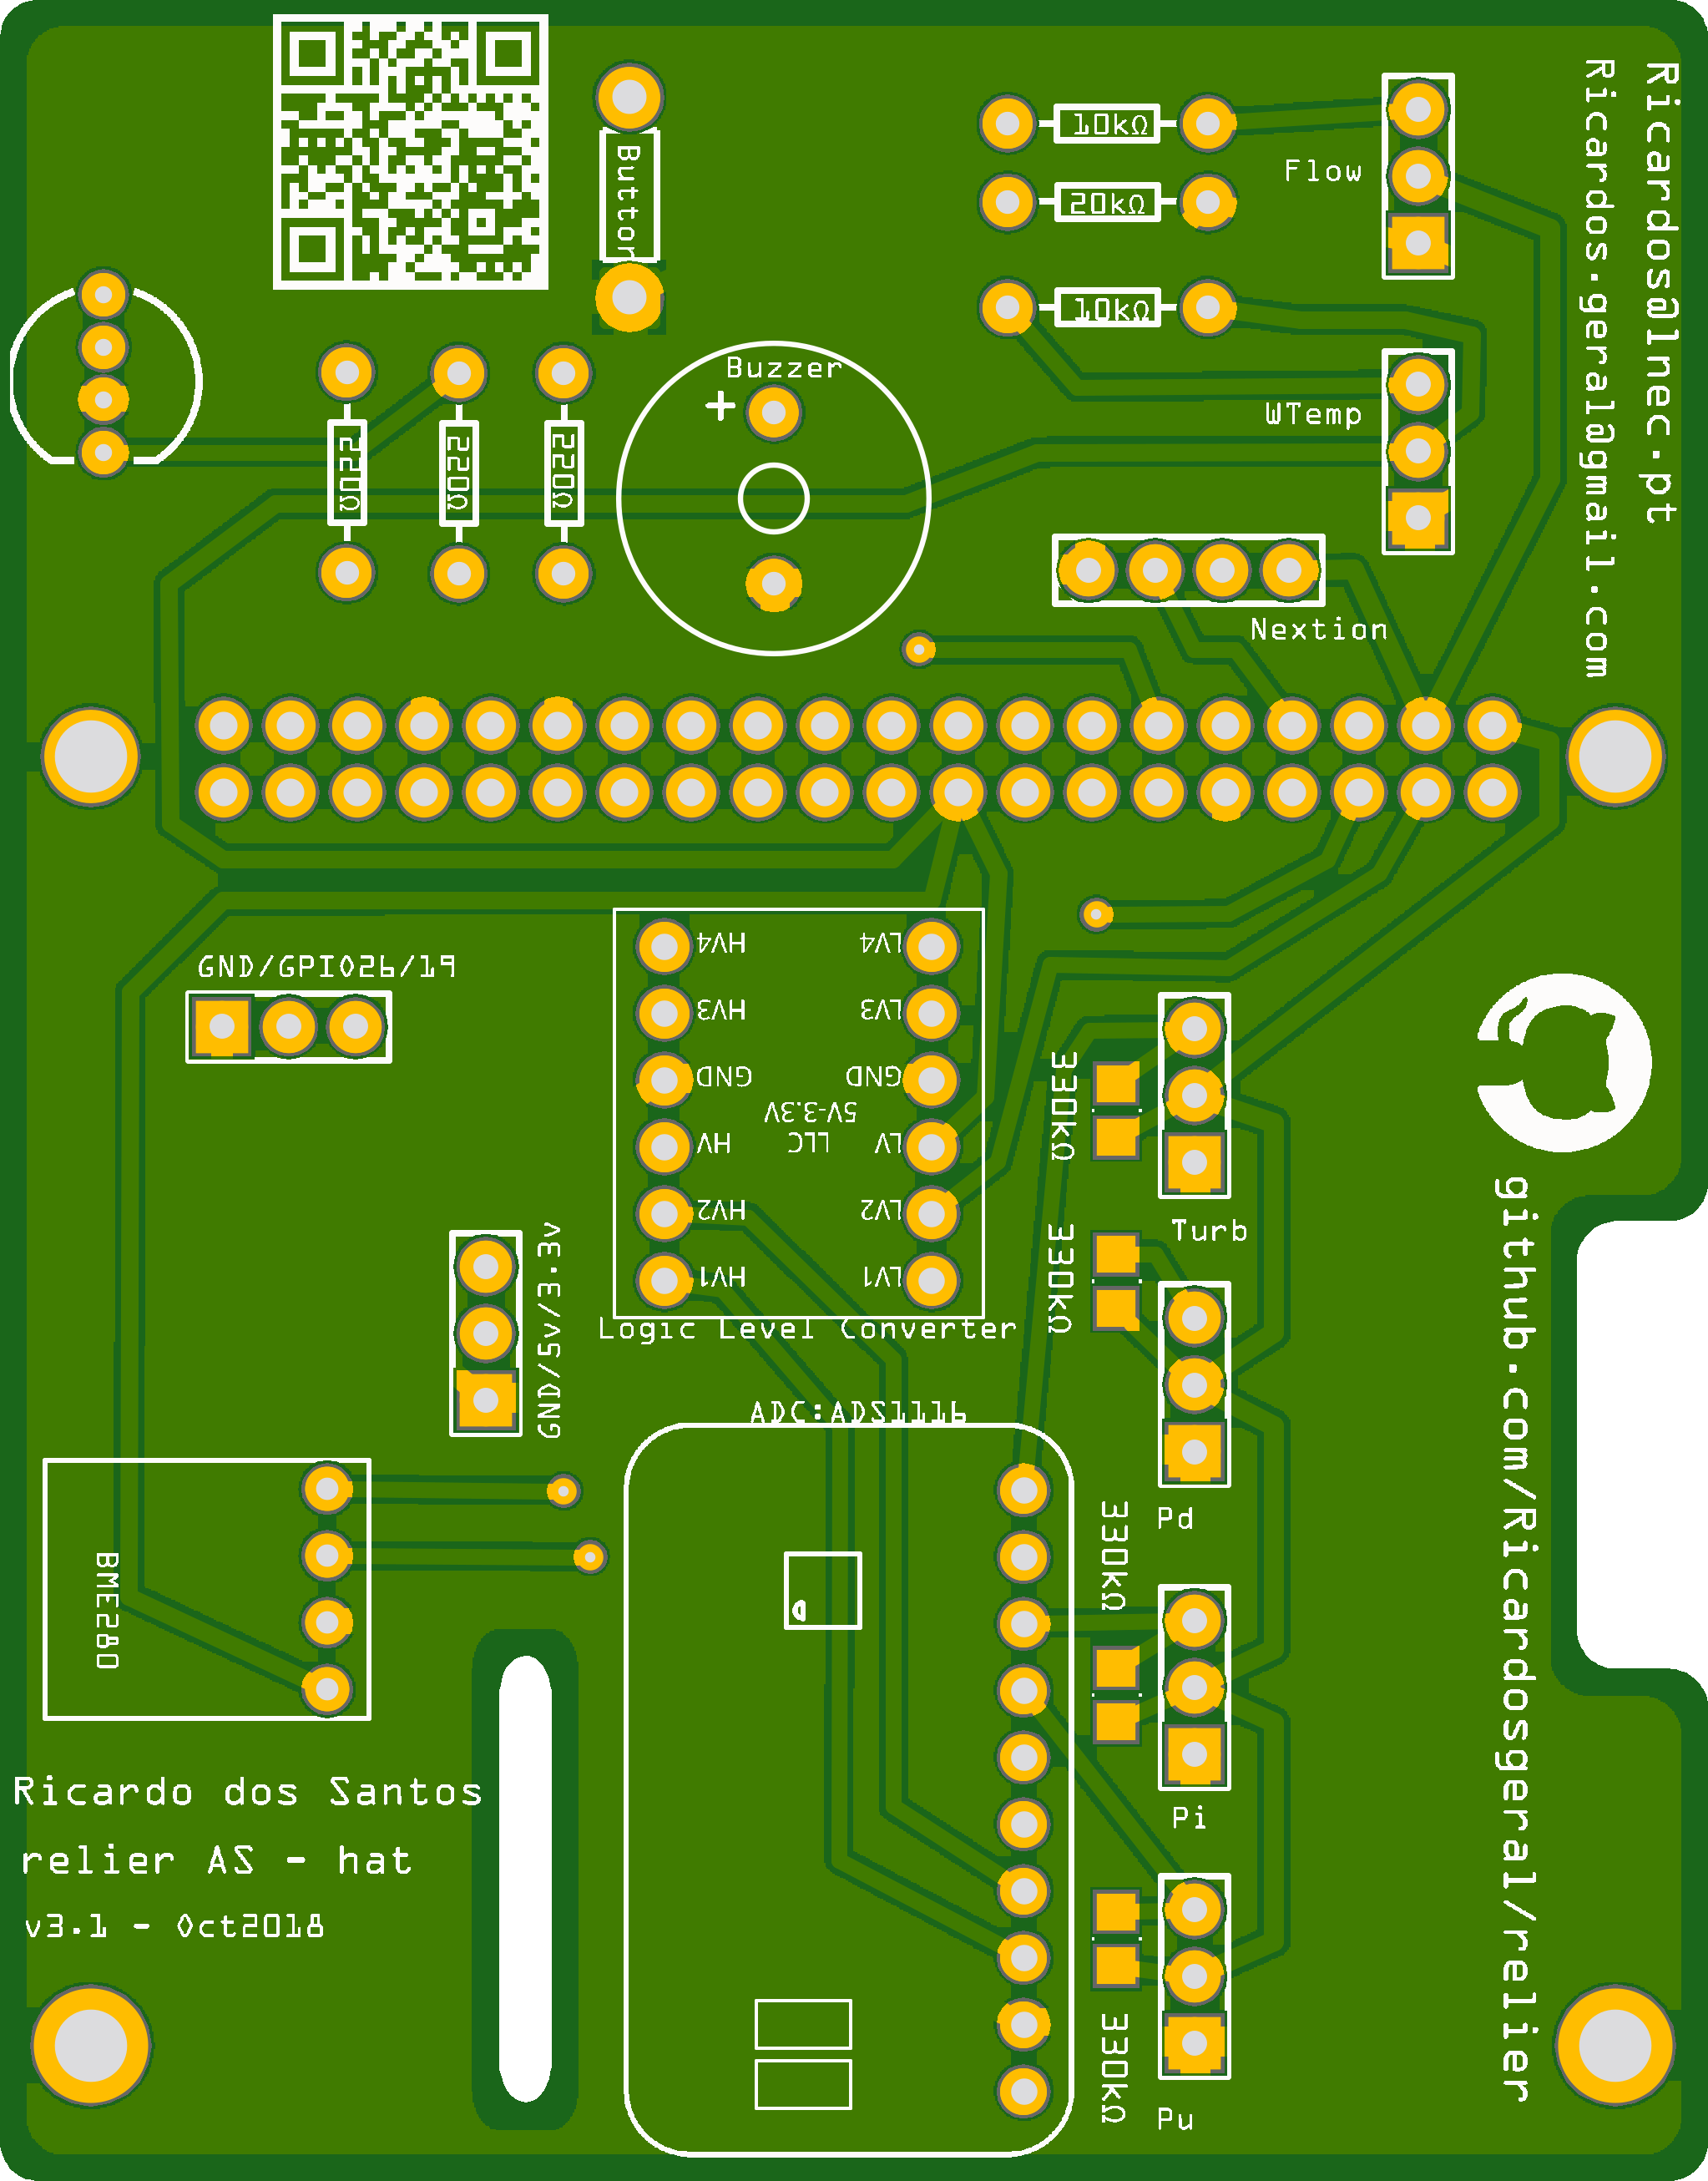 Button
10kΩ
20kΩ
10kΩ
Flow
WTemp
Ricardos.geral@gmail.com
Ricardos@lnec.pt
Buzzer
+
220Ω
220Ω
220Ω
Nextion
GND/GPIO26/19
HV4 LV4
HV3 LV3
GND GND
5V-3.3V
LLC
HV LV
HV2 LV2
HV1 LV1
Logic Level Converter
GND/5v/3.3v
330kΩ
Turb
330kΩ
Pd
330kΩ
Pi
330kΩ
Pu
ADC:ADS1116
BME280
github.com/Ricardosgeral/relier
Ricardo dos Santos
relier AS - hat
v3.1 - Oct2018